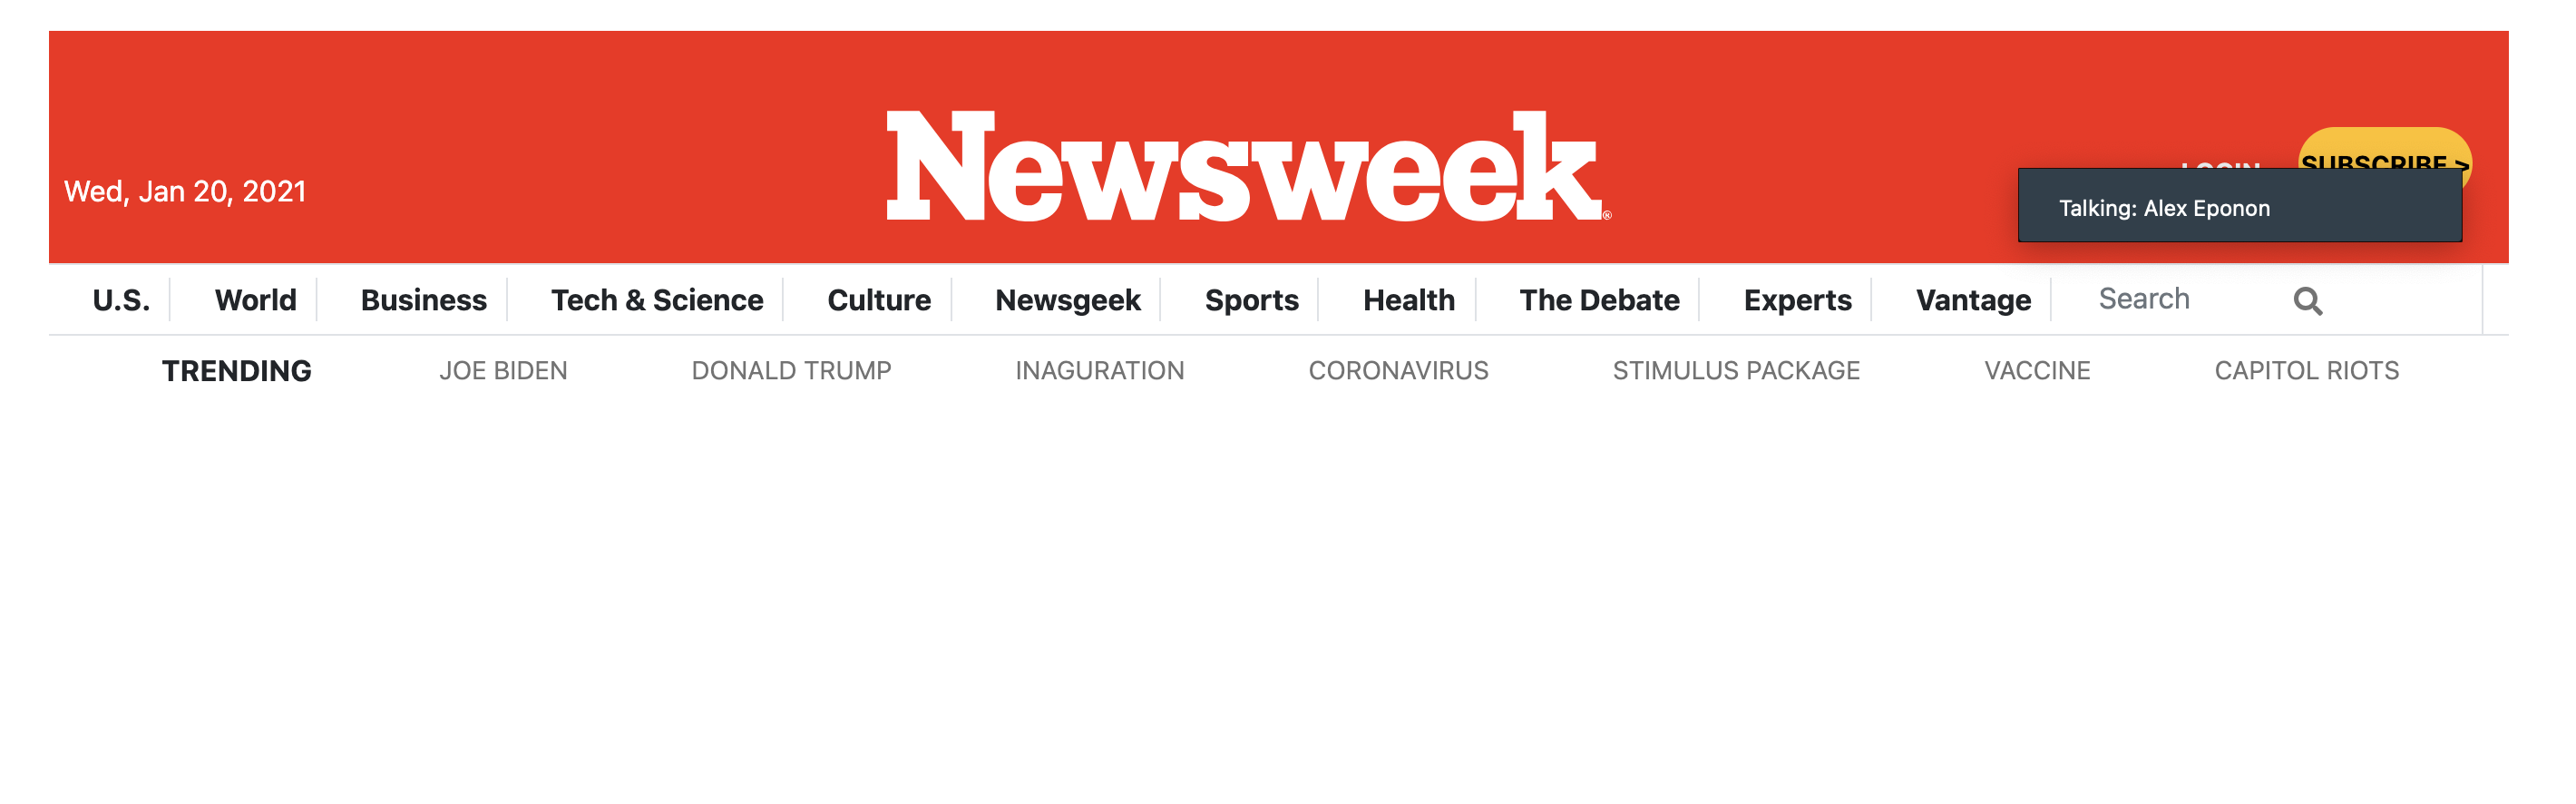 Newsweek®
LOGIN SUBSCRIBE >
Wed, Jan 20, 2021
Talking: Alex Eponon
U.S. World Business Tech & Science Culture Newsgeek Sports Health The Debate Experts Vantage Search
TRENDING JOE BIDEN DONALD TRUMP INAGURATION CORONAVIRUS STIMULUS PACKAGE VACCINE CAPITOL RIOTS